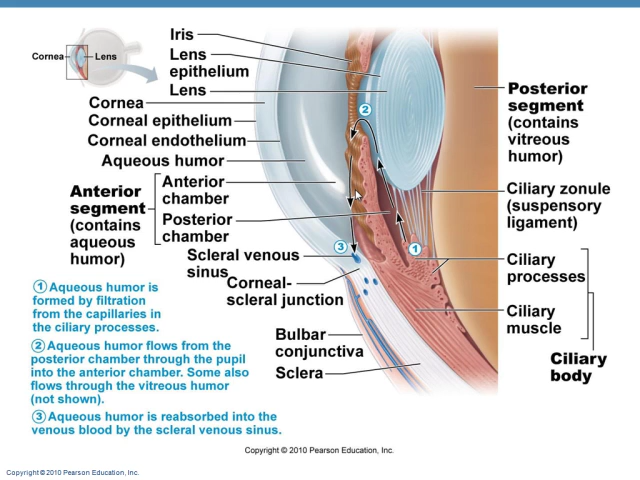 Cornea
Lens
Iris
Lens
epithelium
Lens
Cornea
Corneal epithelium
Corneal endothelium
Aqueous humor
Anterior
segment
(contains
aqueous
humor)
Anterior
chamber
Posterior
chamber
Scleral venous
sinus
Corneal-
scleral junction
Bulbar
conjunctiva
Sclera
Posterior
segment
(contains
vitreous
humor)
Ciliary zonule
(suspensory
ligament)
Ciliary
processes
Ciliary
muscle
Ciliary
body
2
3
1
1 Aqueous humor is
formed by filtration
from the capillaries in
the ciliary processes.
2 Aqueous humor flows from the
posterior chamber through the pupil
into the anterior chamber. Some also
flows through the vitreous humor
(not shown).
3 Aqueous humor is reabsorbed into the
venous blood by the scleral venous sinus.
Copyright © 2010 Pearson Education, Inc.
Copyright © 2010 Pearson Education, Inc.